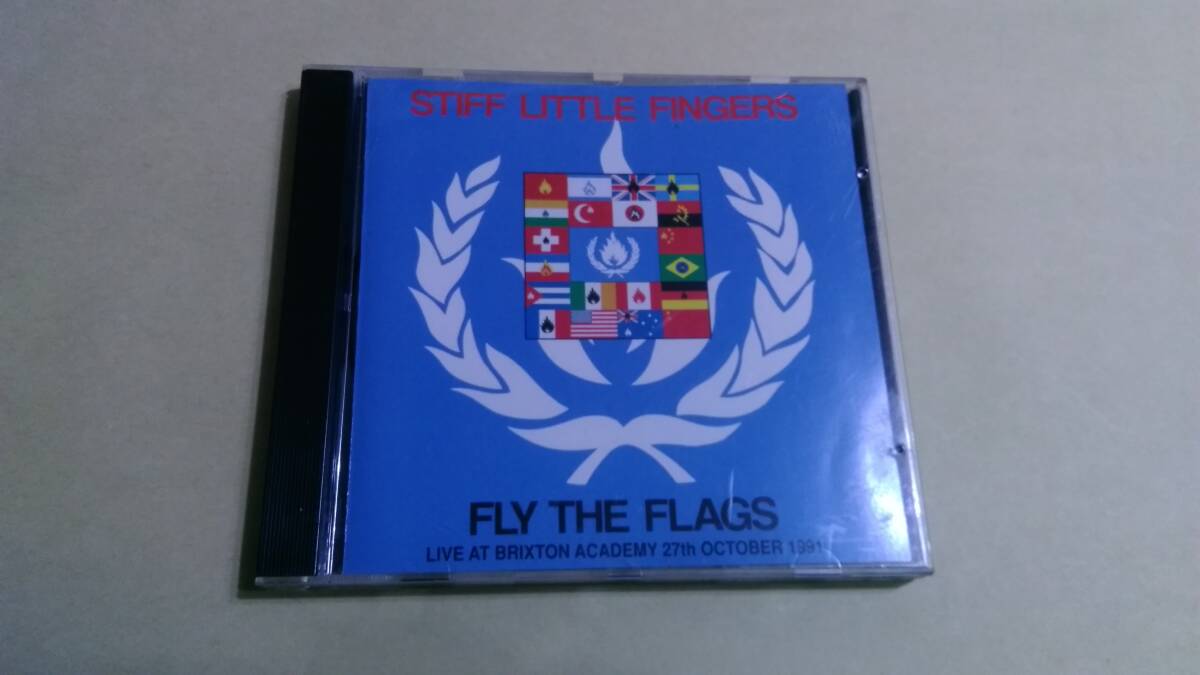 STIFF LITTLE FINGERS
FLY THE FLAGS
LIVE AT BRIXTON ACADEMY 27th OCTOBER 1991